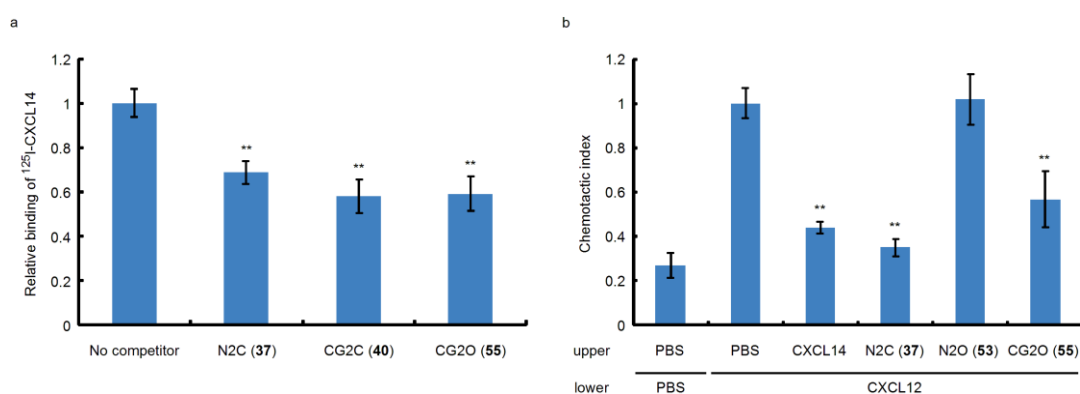 a
Relative binding of ¹²⁵I-CXCL14
1.2
1
0.8
0.6
0.4
0.2
0
**
**
**
No competitor N2C (37) CG2C (40) CG2O (55)
b
Chemotactic index
1.2
1
0.8
0.6
0.4
0.2
0
**
**
**
upper PBS PBS CXCL14 N2C (37) N2O (53) CG2O (55)
lower PBS CXCL12